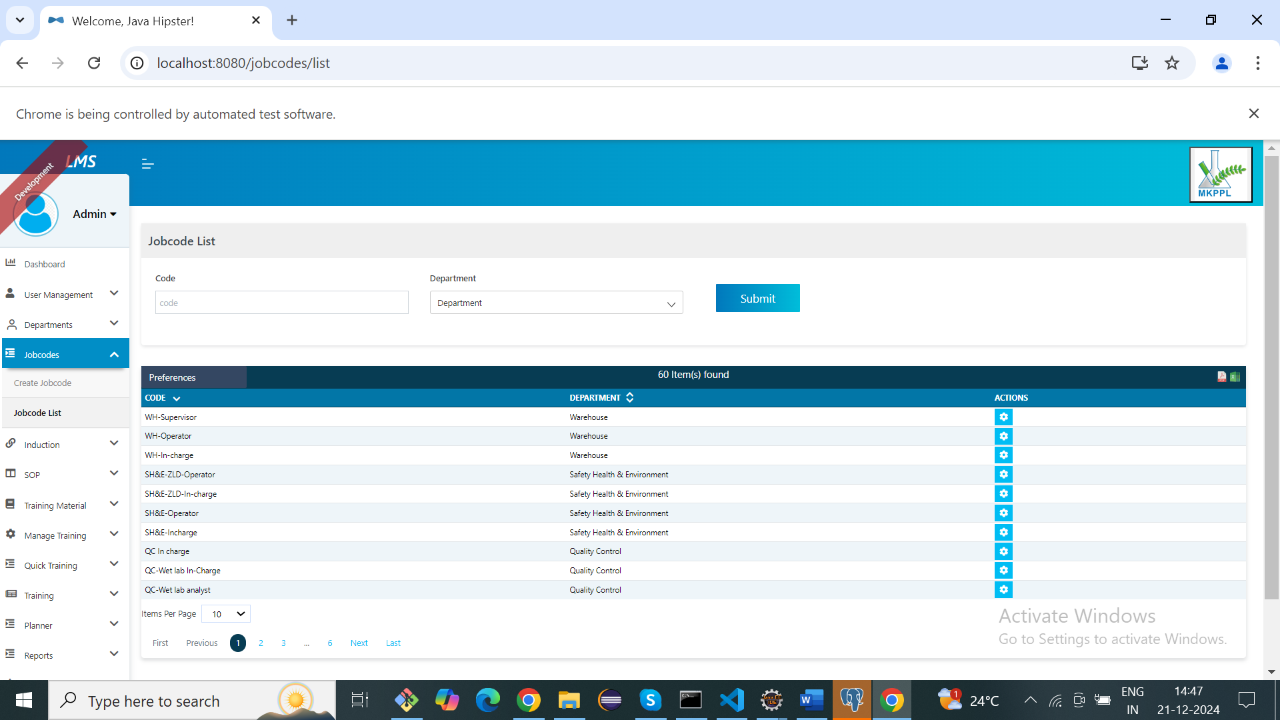 Welcome, Java Hipster!
localhost:8080/jobcodes/list
Chrome is being controlled by automated test software.
LMS
Development
MKPPL
Admin
Dashboard
User Management
Departments
Jobcodes
Create Jobcode
Jobcode List
Induction
SOP
Training Material
Manage Training
Quick Training
Training
Planner
Reports
Jobcode List
Code
Department
code
Department
Submit
Preferences
60 Item(s) found
CODE DEPARTMENT ACTIONS
WH-Supervisor Warehouse
WH-Operator Warehouse
WH-In-charge Warehouse
SH&E-ZLD-Operator Safety Health & Environment
SH&E-ZLD-In-charge Safety Health & Environment
SH&E-Operator Safety Health & Environment
SH&E-Incharge Safety Health & Environment
QC In charge Quality Control
QC-Wet lab In-Charge Quality Control
QC-Wet lab analyst Quality Control
Items Per Page 10
First Previous 1 2 3 ... 6 Next Last
Activate Windows
Go to Settings to activate Windows.
Type here to search
1
24°C
ENG
IN
14:47
21-12-2024